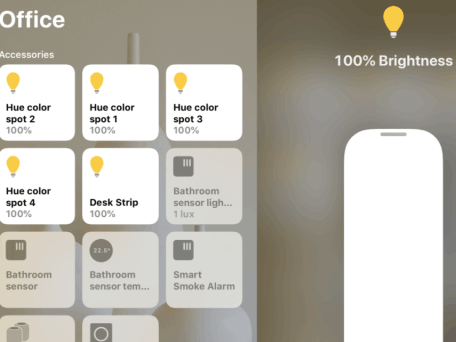 Office
Accessories
Hue color
spot 2
100%
Hue color
spot 1
100%
Hue color
spot 3
100%
Hue color
spot 4
100%
Desk Strip
100%
Bathroom
sensor ligh...
1 lux
Bathroom
sensor
22.5°
Bathroom
sensor tem...
Smart
Smoke Alarm
100% Brightness